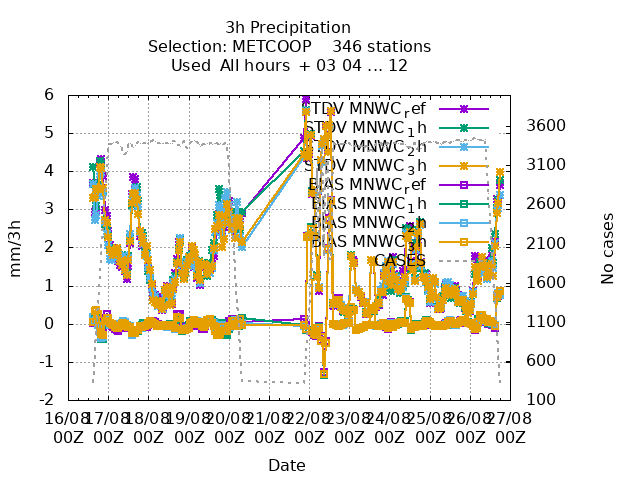 3h Precipitation
Selection: METCOOP    346 stations
Used  All hours  + 03 04 ... 12
6
5
4
3
2
1
0
-1
-2
mm/3h
3600
3100
2600
2100
1600
1100
600
100
No cases
STDV MNWC_ref
STDV MNWC_1h
STDV MNWC_2h
STDV MNWC_3h
BIAS MNWC_ref
BIAS MNWC_1h
BIAS MNWC_2h
BIAS MNWC_3h
CASES
16/08 17/08 18/08 19/08 20/08 21/08 22/08 23/08 24/08 25/08 26/08 27/08
00Z 00Z 00Z 00Z 00Z 00Z 00Z 00Z 00Z 00Z 00Z 00Z
Date